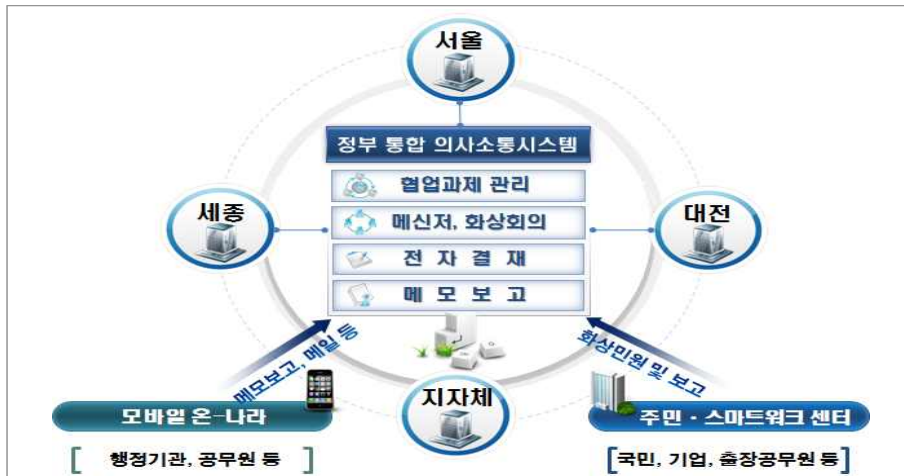 서울
정부 통합 의사소통시스템
협업과제 관리
세종
메신저, 화상회의
대전
전 자 결 재
메 모 보 고
메모보고, 메일 등
화상민원 및 보고
지자체
모바일 온-나라
주민·스마트워크 센터
[ 행정기관, 공무원 등 ]
[국민, 기업, 출장공무원 등]